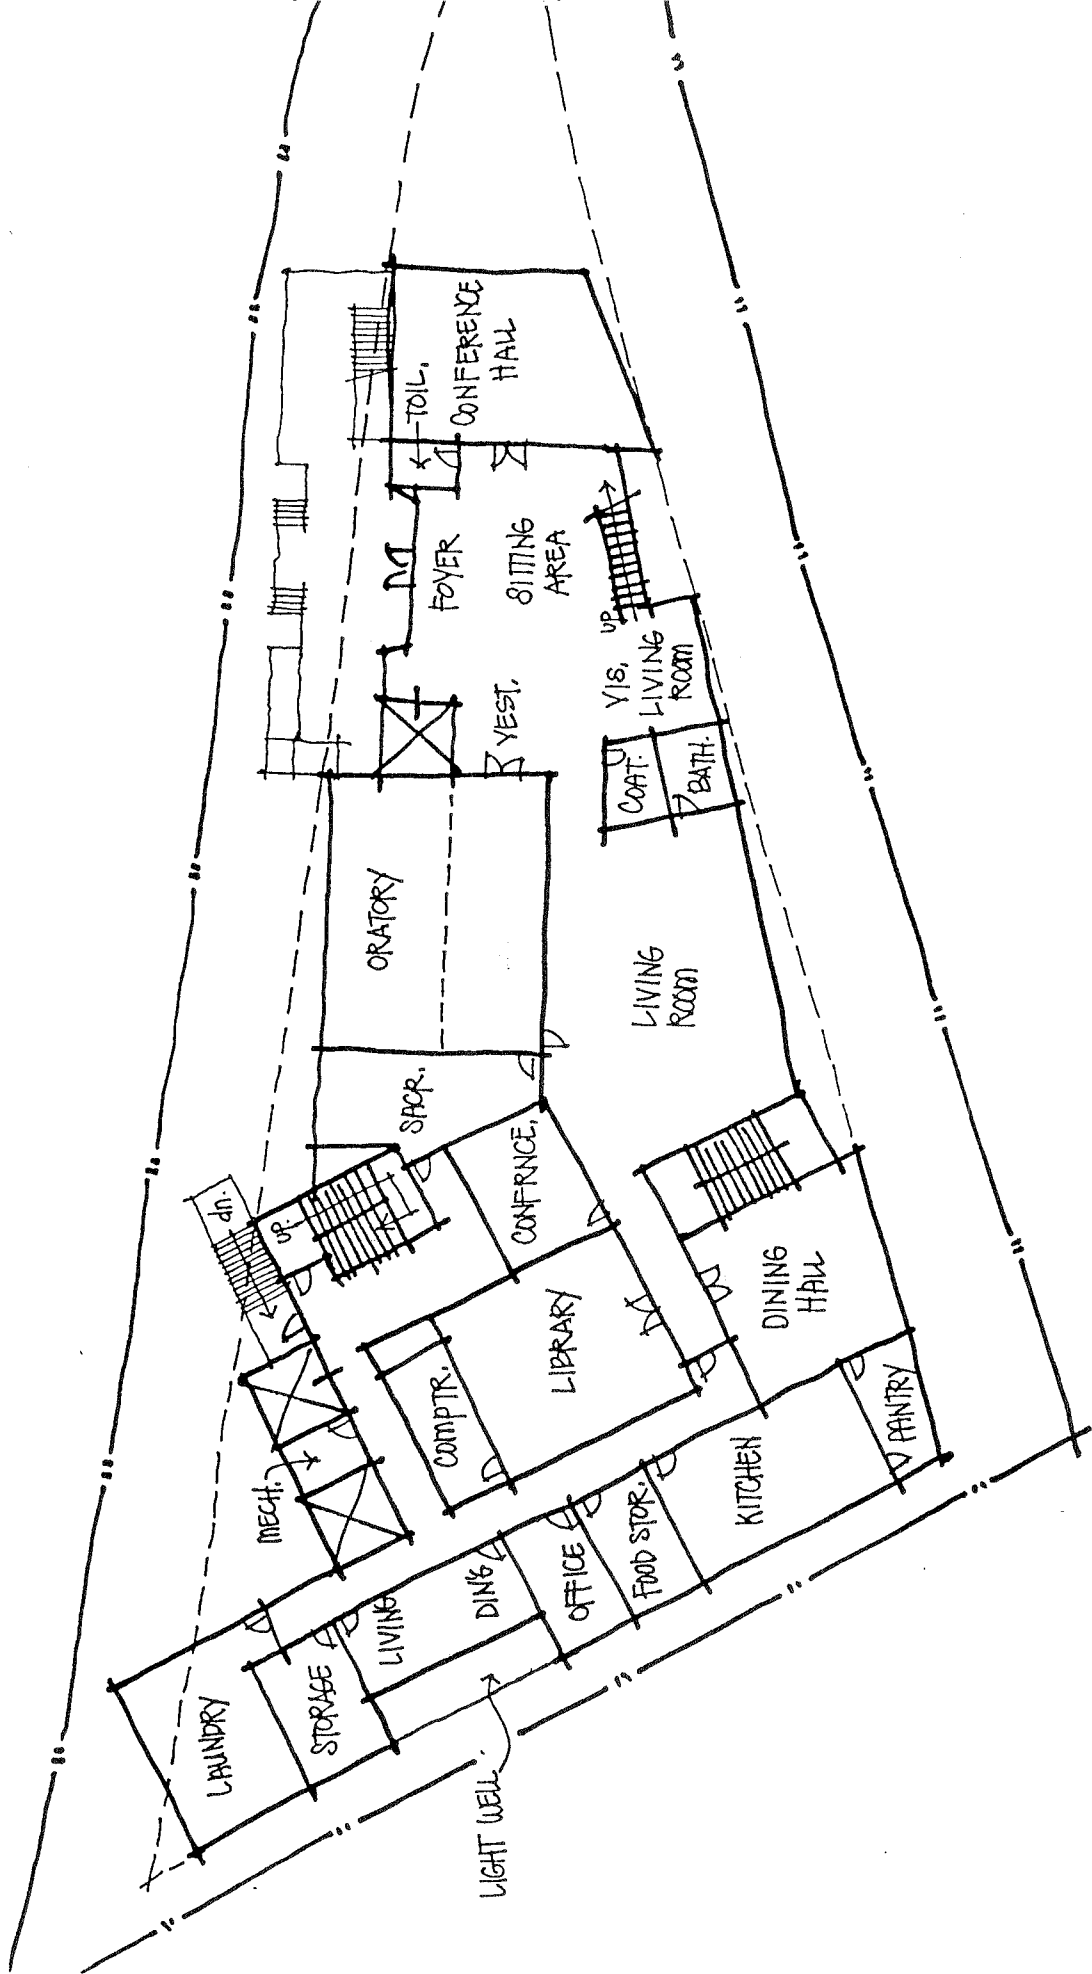 LAUNDRY
STORAGE
LIVING
DIN'G
OFFICE
FOOD STOR.
KITCHEN
PANTRY
LIGHT WELL
MECH.
COMPTR.
LIBRARY
DINING
HALL
dn.
UP.
CONFRNCE.
SACR.
ORATORY
LIVING
ROOM
COAT.
BATH.
VEST.
VIS.
LIVING
ROOM
UP
FOYER
SITTING
AREA
TOIL.
CONFERENCE
HALL